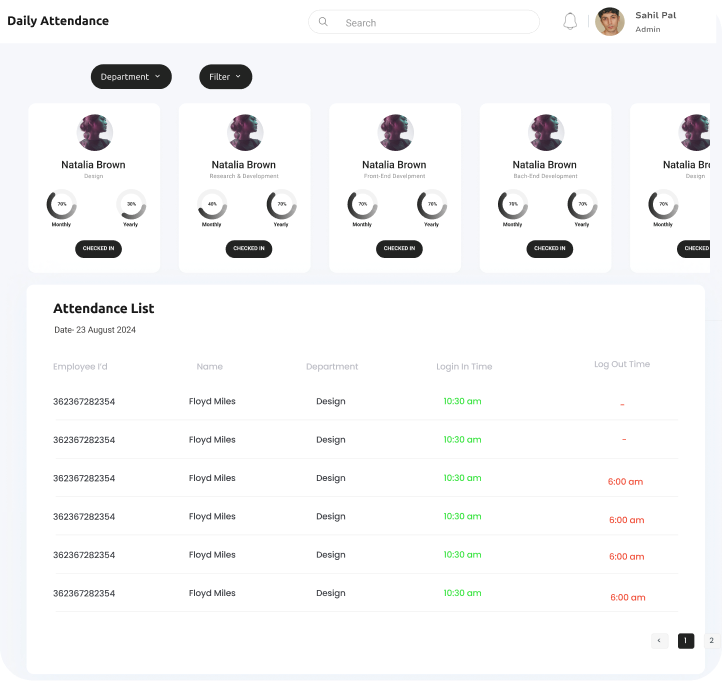 Daily Attendance
Search
Sahil Pal
Admin
Department
Filter
Natalia Brown
Design
70%
30%
Monthly
Yearly
CHECKED IN
Natalia Brown
Research & Development
40%
70%
Monthly
Yearly
CHECKED IN
Natalia Brown
Front-End Develpment
70%
70%
Monthly
Yearly
CHECKED IN
Natalia Brown
Bach-End Development
70%
70%
Monthly
Yearly
CHECKED IN
Natalia Br
Design
70%
Monthly
CHECKED
Attendance List
Date- 23 August 2024
Employee I'd Name Department Login In Time Log Out Time
362367282354 Floyd Miles Design 10:30 am -
362367282354 Floyd Miles Design 10:30 am -
362367282354 Floyd Miles Design 10:30 am 6:00 am
362367282354 Floyd Miles Design 10:30 am 6:00 am
362367282354 Floyd Miles Design 10:30 am 6:00 am
362367282354 Floyd Miles Design 10:30 am 6:00 am
< 1 2